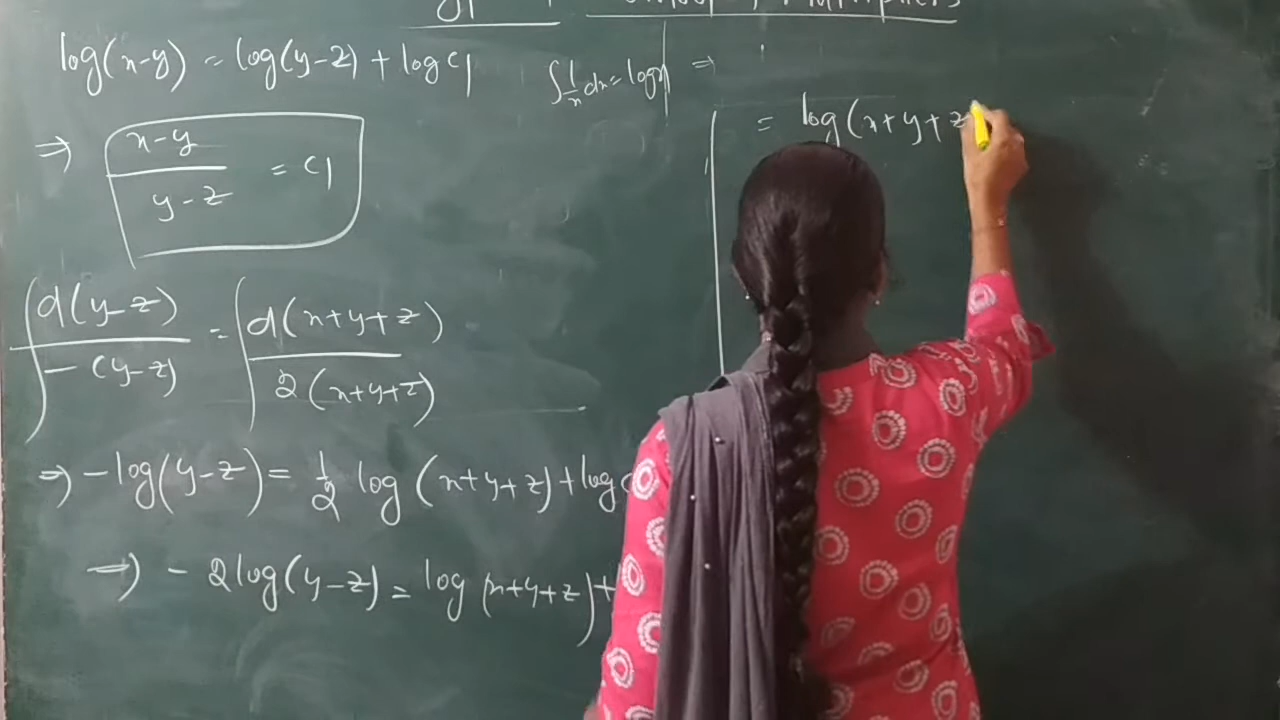 log(x-y) = log(y-z) + log c1
∫ 1/x dx = log x ⇒
⇒ (x-y)/(y-z) = c1
∫ d(y-z)/-(y-z) = ∫ d(x+y+z)/2(x+y+z)
⇒ -log(y-z) = 1/2 log (x+y+z) + log
⇒ - 2log(y-z) = log (x+y+z) +
= log(x+y+z